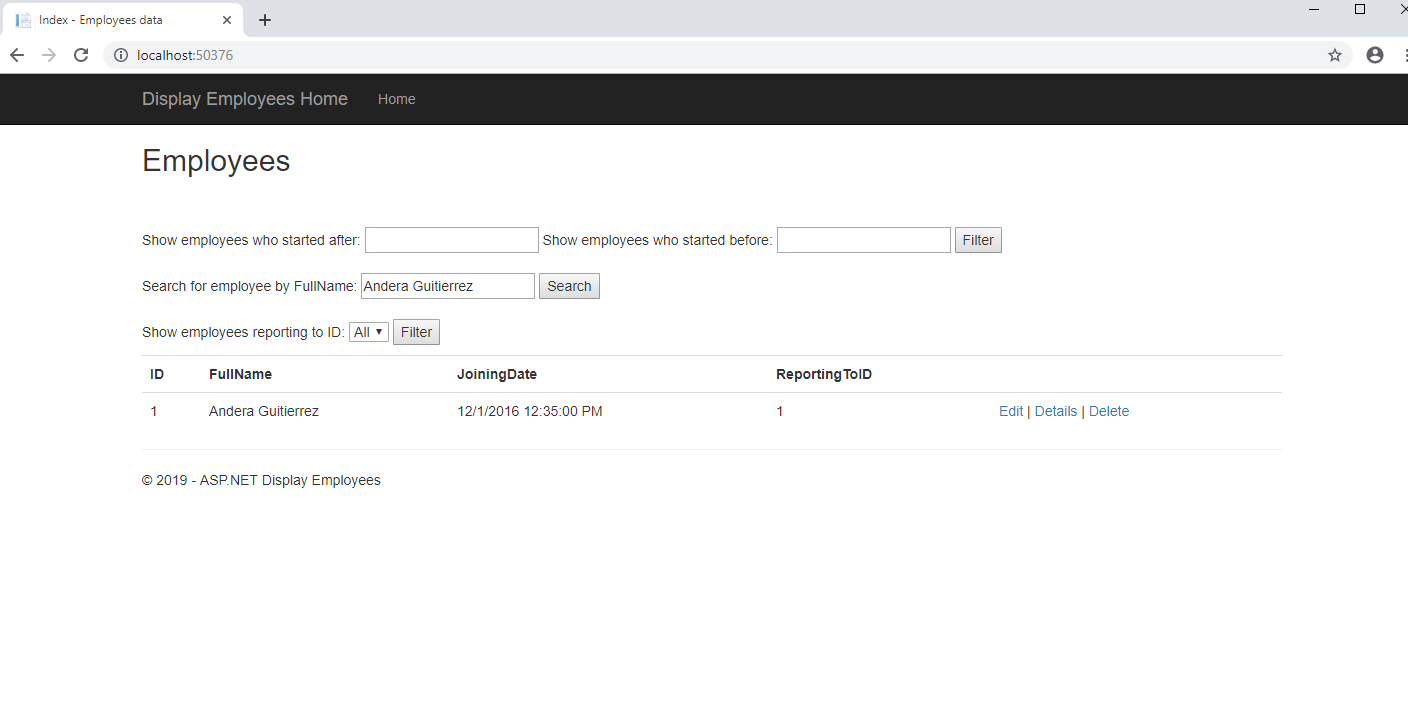 Index - Employees data
localhost:50376
Display Employees Home Home
Employees
Show employees who started after: Show employees who started before: Filter
Search for employee by FullName: Andera Guitierrez Search
Show employees reporting to ID: All Filter
ID FullName JoiningDate ReportingToID
1 Andera Guitierrez 12/1/2016 12:35:00 PM 1 Edit | Details | Delete
© 2019 - ASP.NET Display Employees